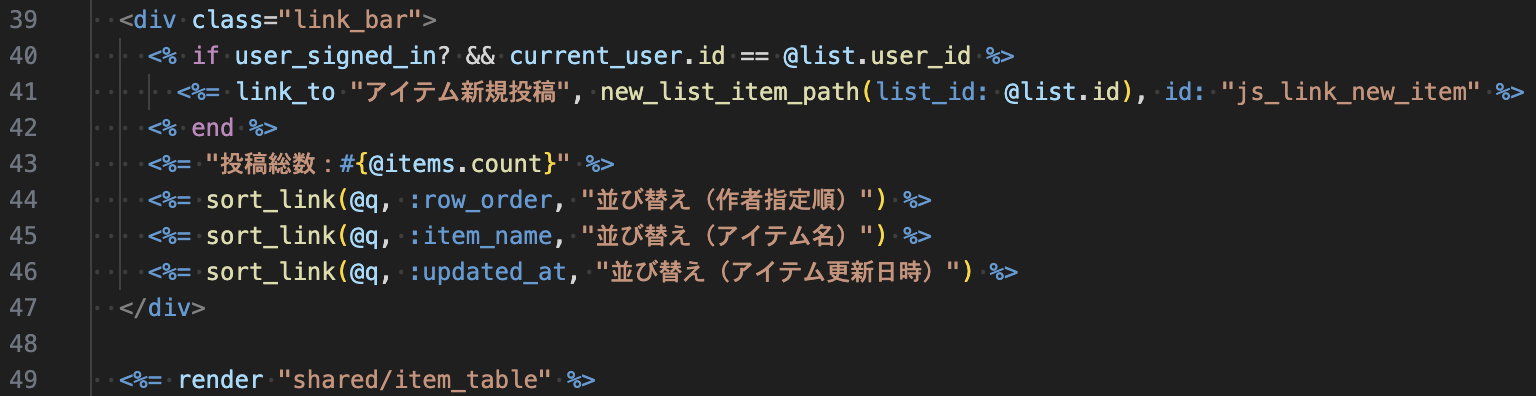 39 <div class="link_bar">
40 <% if user_signed_in? && current_user.id == @list.user_id %>
41 <%= link_to "アイテム新規投稿", new_list_item_path(list_id: @list.id), id: "js_link_new_item" %>
42 <% end %>
43 <%= "投稿総数：#{@items.count}" %>
44 <%= sort_link(@q, :row_order, "並び替え（作者指定順）") %>
45 <%= sort_link(@q, :item_name, "並び替え（アイテム名）") %>
46 <%= sort_link(@q, :updated_at, "並び替え（アイテム更新日時）") %>
47 </div>
48
49 <%= render "shared/item_table" %>